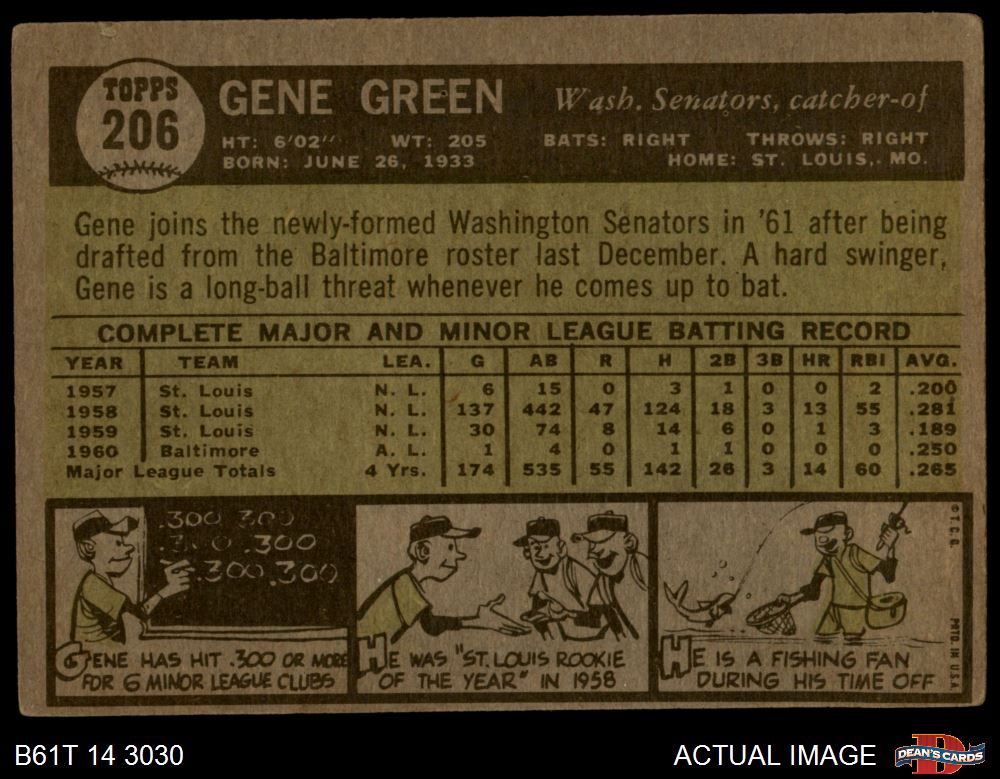 TOPPS
206
GENE GREEN
Wash. Senators, catcher-of
HT: 6'02" WT: 205 BATS: RIGHT THROWS: RIGHT
BORN: JUNE 26, 1933 HOME: ST. LOUIS, MO.
Gene joins the newly-formed Washington Senators in '61 after being
drafted from the Baltimore roster last December. A hard swinger,
Gene is a long-ball threat whenever he comes up to bat.
COMPLETE MAJOR AND MINOR LEAGUE BATTING RECORD
YEAR TEAM LEA. G AB R H 2B 3B HR RBI AVG.
1957 St. Louis N. L. 6 15 0 3 1 0 0 2 .200
1958 St. Louis N. L. 137 442 47 124 18 3 13 55 .281
1959 St. Louis N. L. 30 74 8 14 6 0 1 3 .189
1960 Baltimore A. L. 1 4 0 1 1 0 0 0 .250
Major League Totals 4 Yrs. 174 535 55 142 26 3 14 60 .265
.300 .300
.300 .300
.300 .300
GENE HAS HIT .300 OR MORE
FOR 6 MINOR LEAGUE CLUBS
HE WAS "ST. LOUIS ROOKIE
OF THE YEAR" IN 1958
HE IS A FISHING FAN
DURING HIS TIME OFF
© T.C.G.
PRTD. IN U.S.A.
B61T 14 3030
ACTUAL IMAGE
DEAN'S CARDS